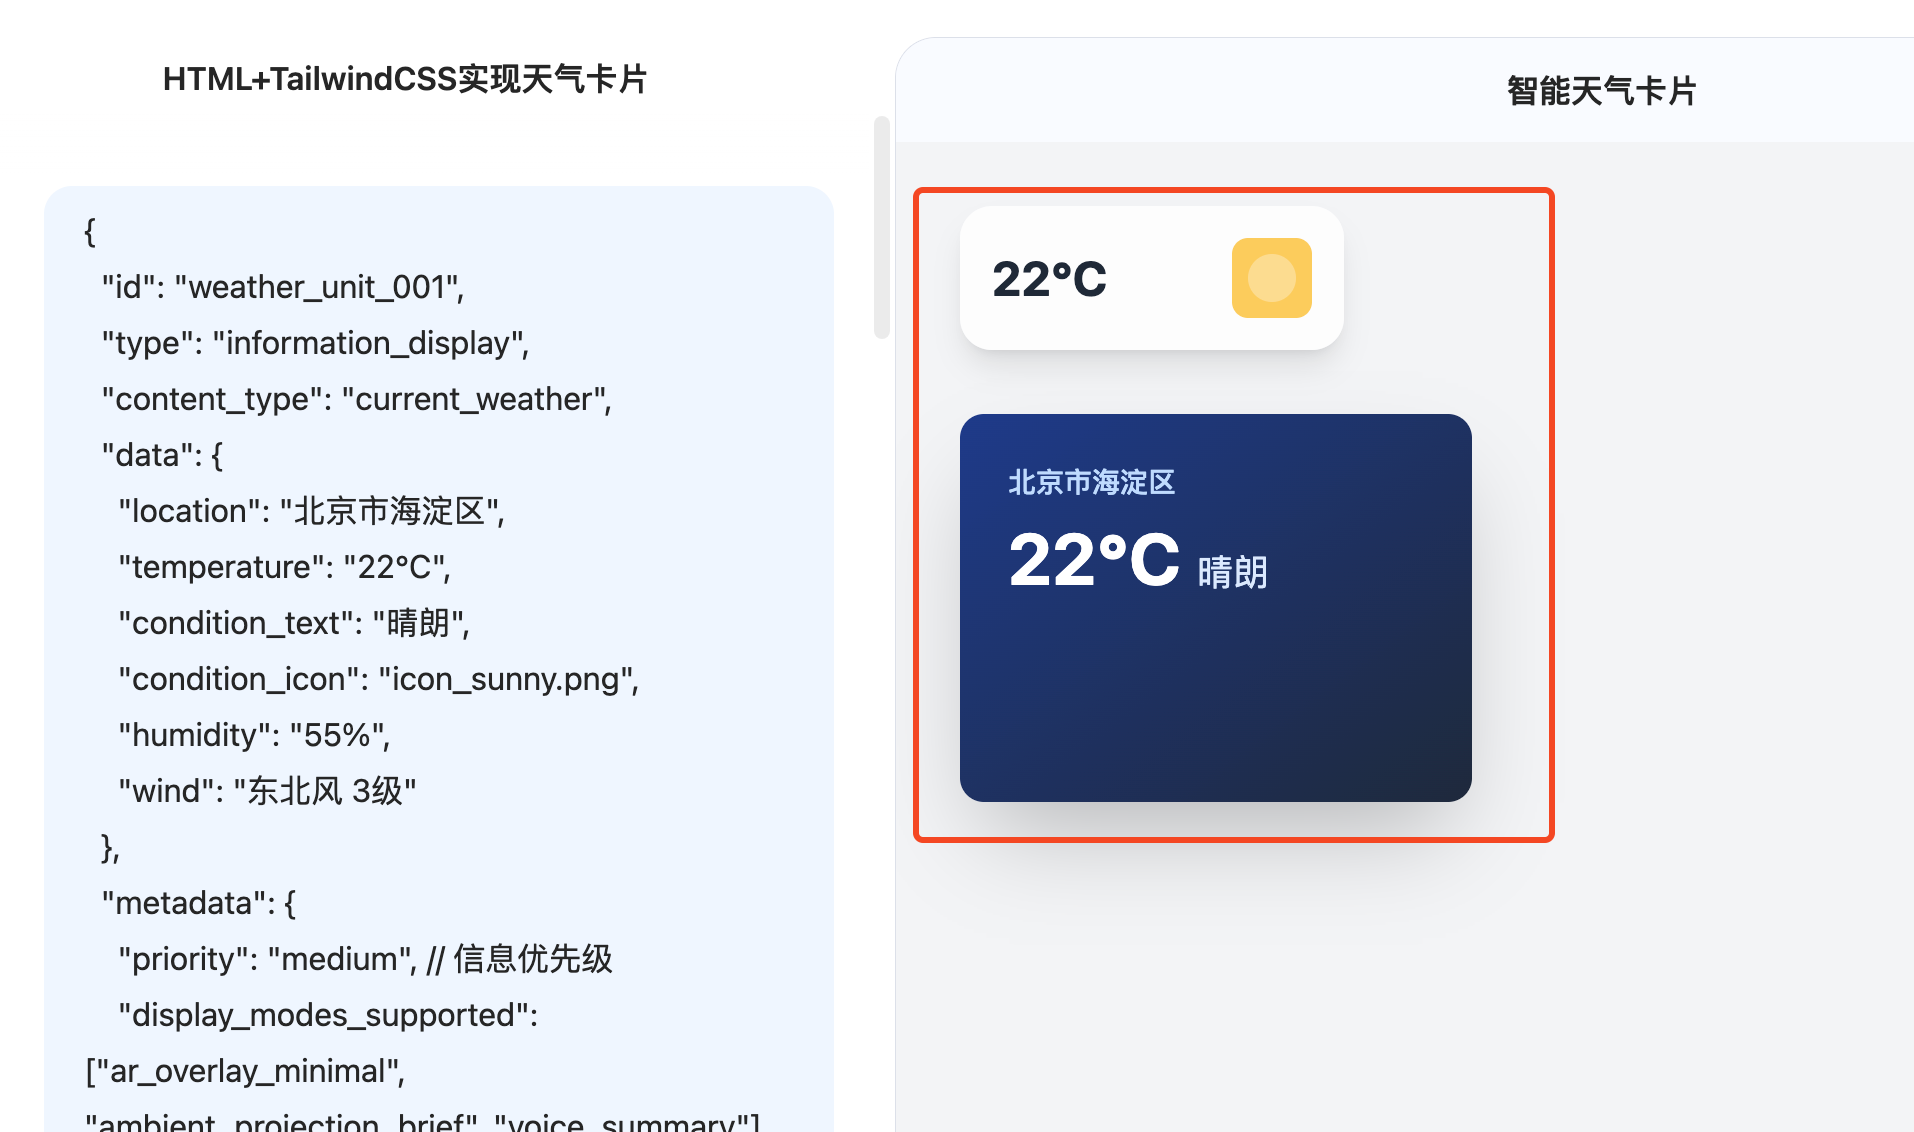 HTML+TailwindCSS实现天气卡片
{
"id": "weather_unit_001",
"type": "information_display",
"content_type": "current_weather",
"data": {
"location": "北京市海淀区",
"temperature": "22°C",
"condition_text": "晴朗",
"condition_icon": "icon_sunny.png",
"humidity": "55%",
"wind": "东北风 3级"
},
"metadata": {
"priority": "medium", // 信息优先级
"display_modes_supported":
["ar_overlay_minimal",
"ambient_projection_brief", "voice_summary"]
智能天气卡片
22°C
北京市海淀区
22°C 晴朗